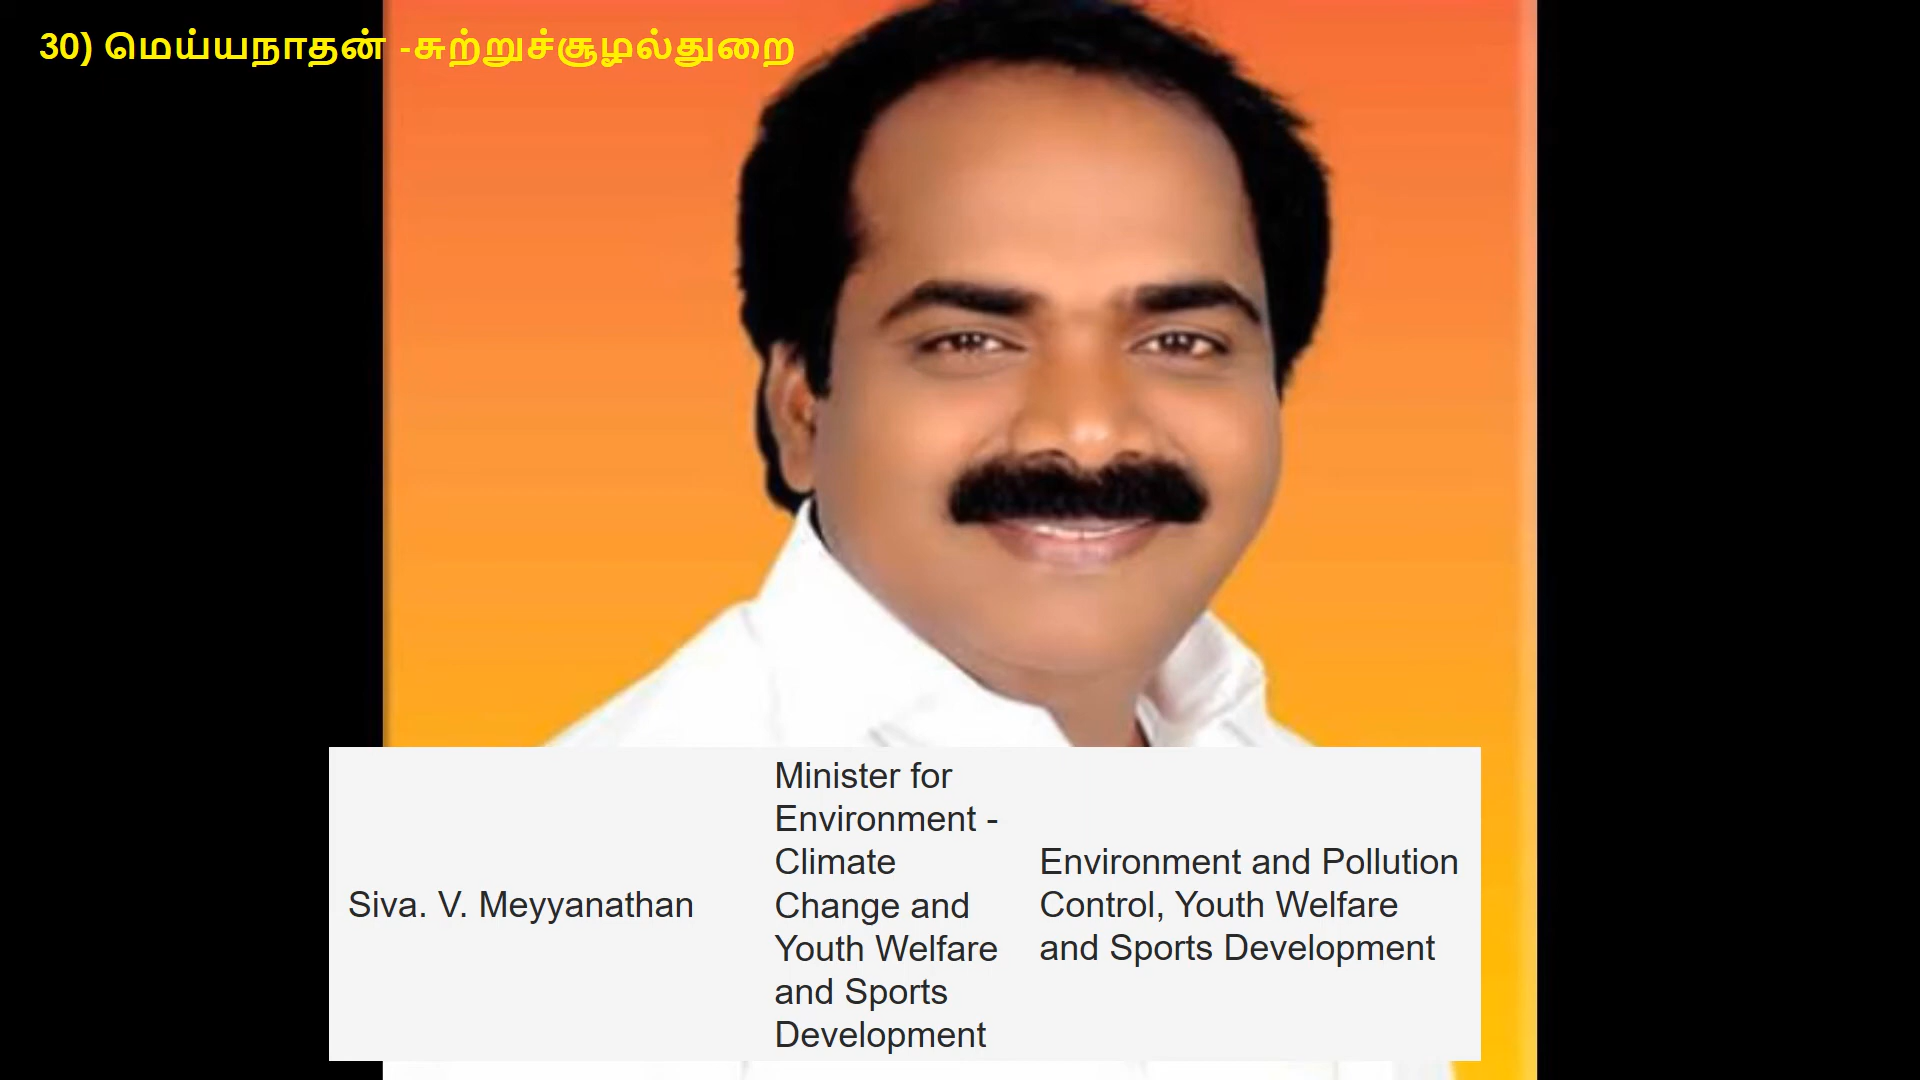 30) மெய்யநாதன் -சுற்றுச்சூழல்துறை
Siva. V. Meyyanathan
Minister for
Environment -
Climate
Change and
Youth Welfare
and Sports
Development
Environment and Pollution
Control, Youth Welfare
and Sports Development